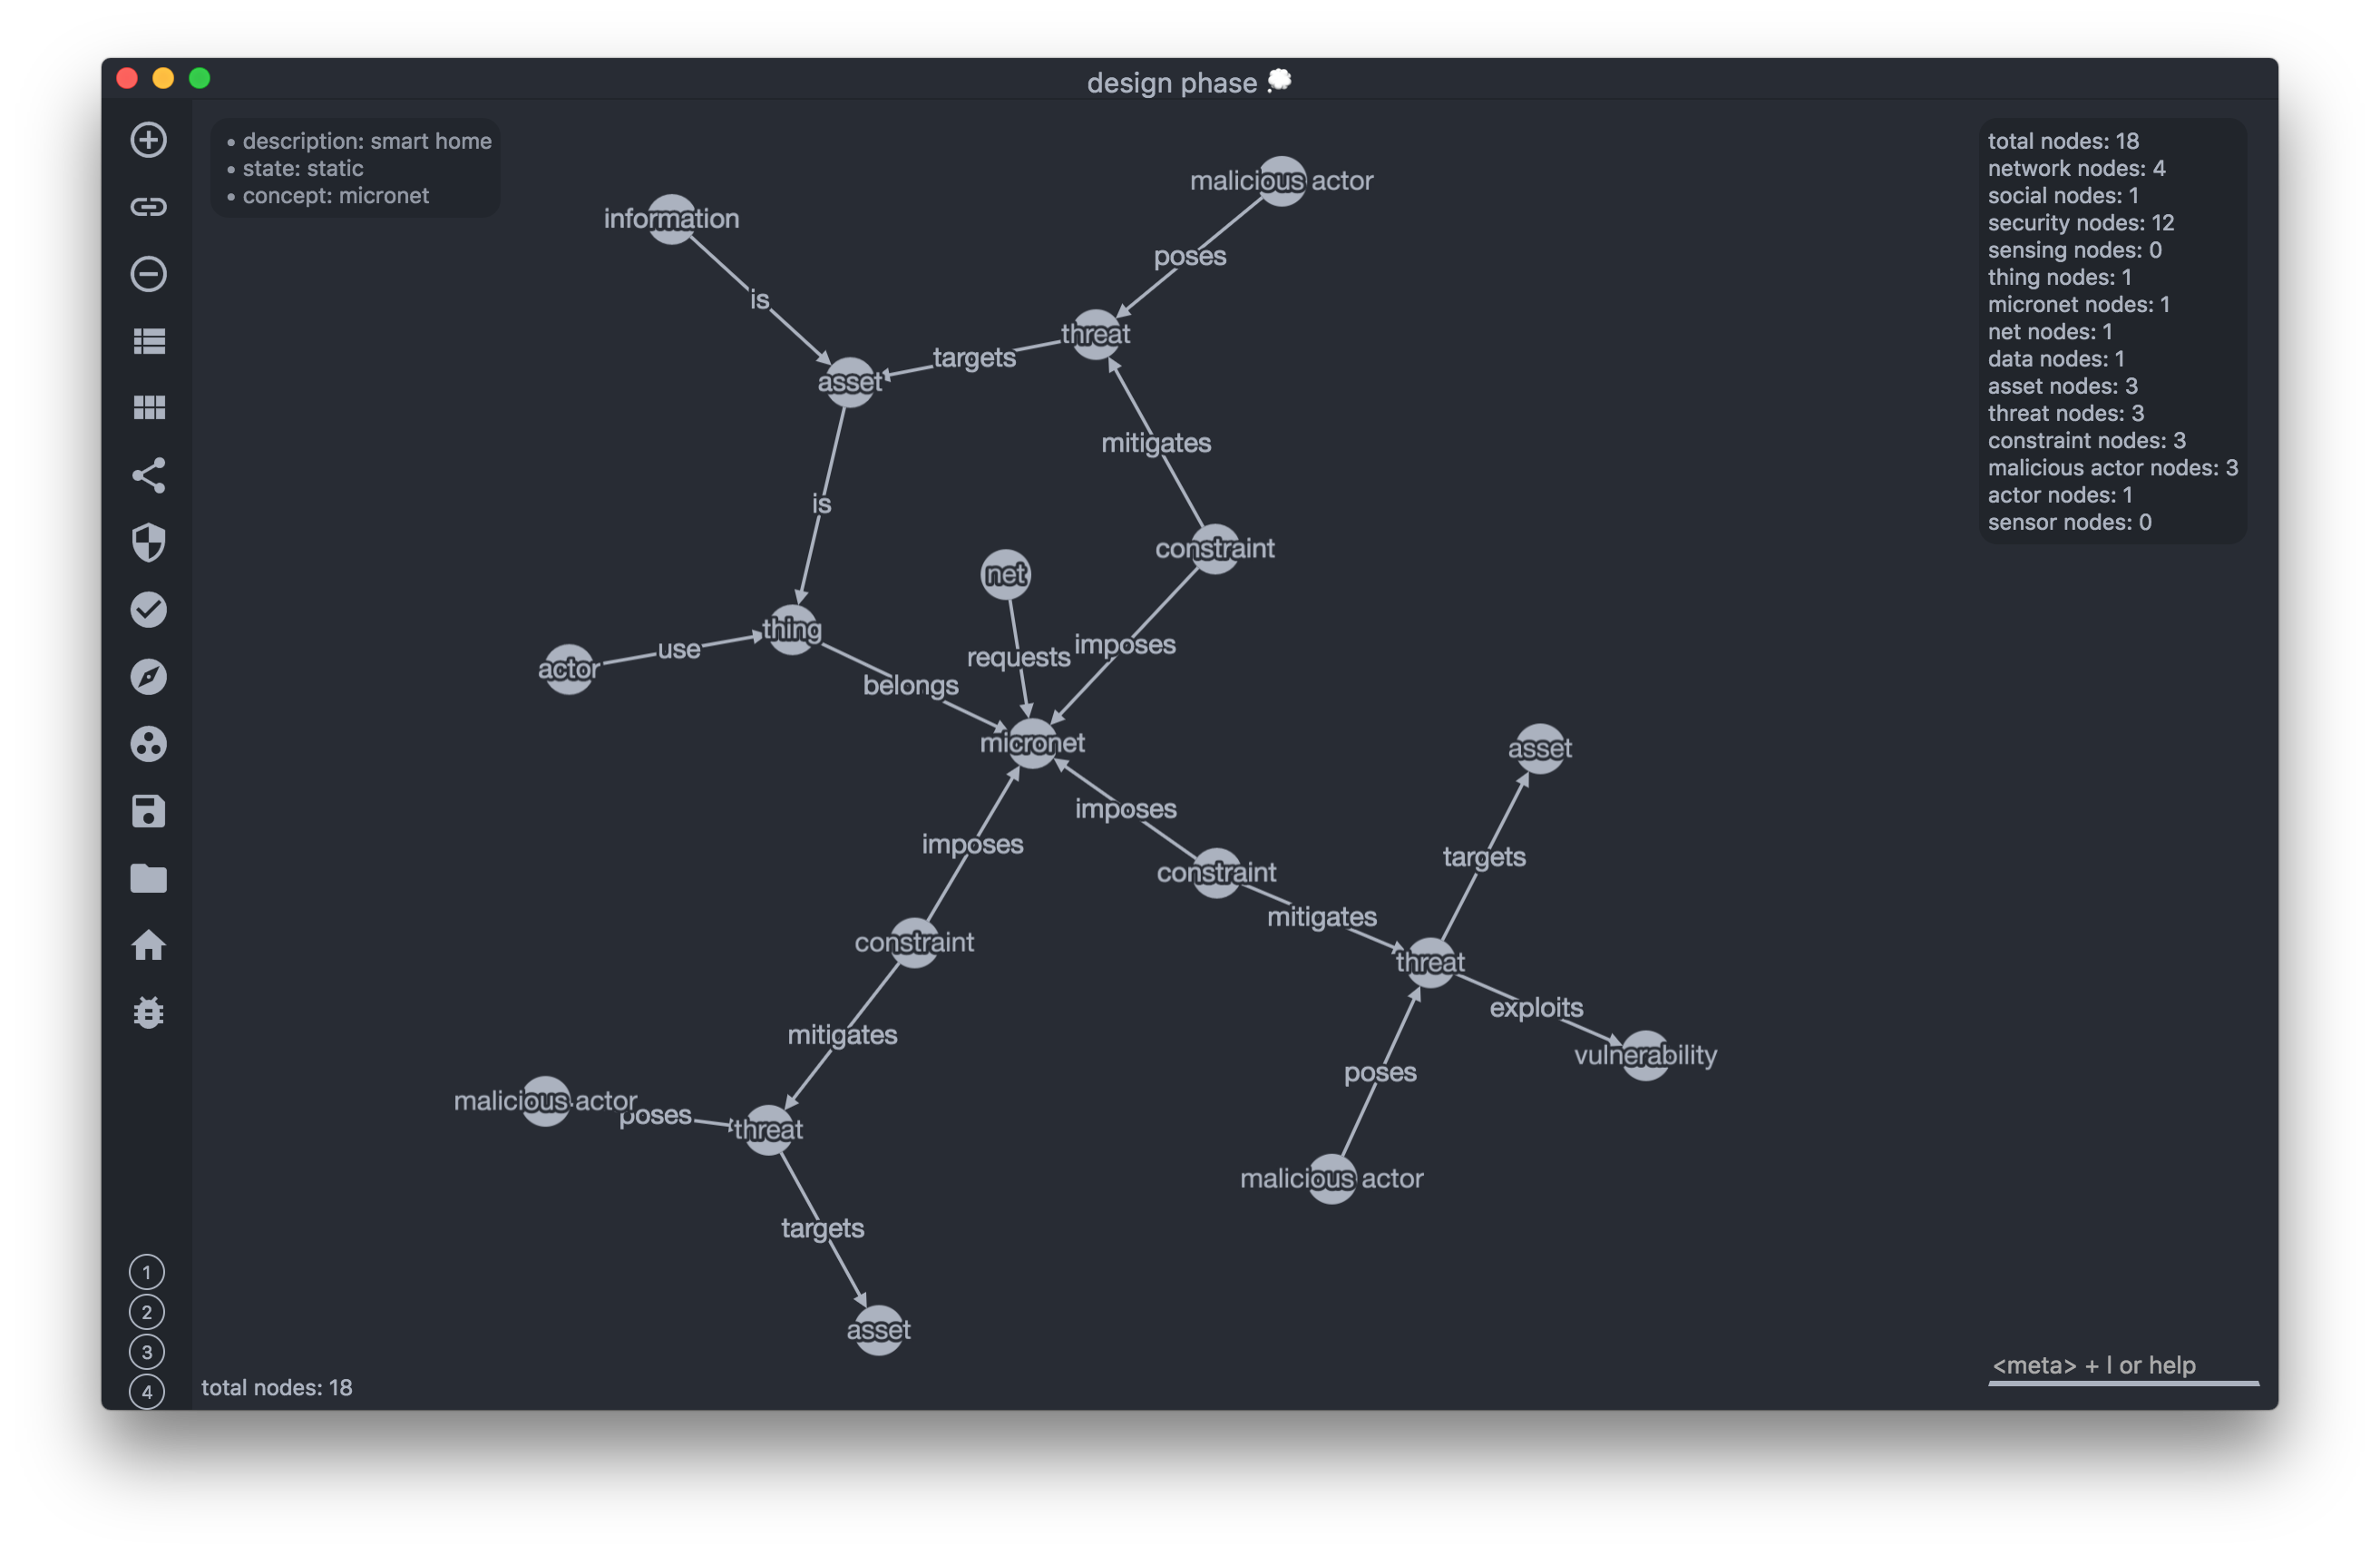 design phase 💭
• description: smart home
• state: static
• concept: micronet
total nodes: 18
network nodes: 4
social nodes: 1
security nodes: 12
sensing nodes: 0
thing nodes: 1
micronet nodes: 1
net nodes: 1
data nodes: 1
asset nodes: 3
threat nodes: 3
constraint nodes: 3
malicious actor nodes: 3
actor nodes: 1
sensor nodes: 0
malicious actor
information
poses
is
threat
targets
asset
mitigates
is
constraint
net
thing
imposes
use
requests
actor
belongs
micronet
asset
imposes
imposes
targets
constraint
mitigates
constraint
threat
exploits
mitigates
vulnerability
poses
malicious actor
poses
threat
malicious actor
targets
asset
1
2
3
4
<meta> + l or help
total nodes: 18